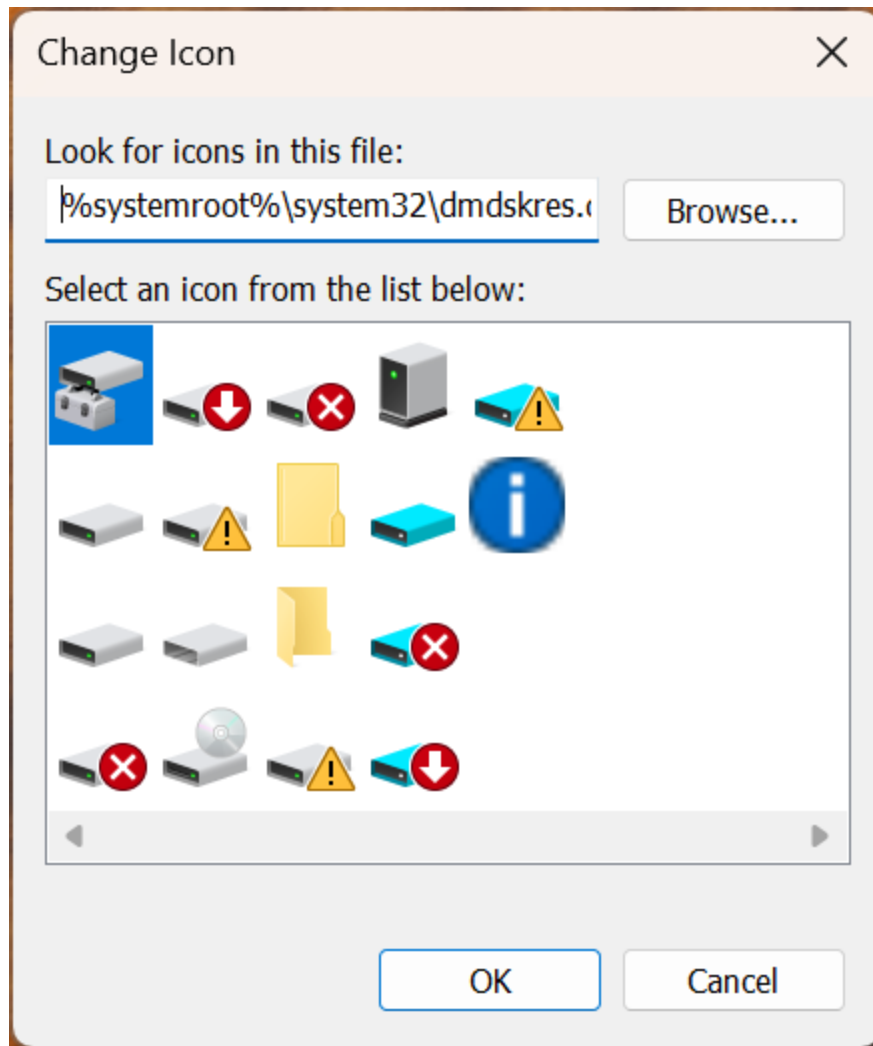 Change Icon
Look for icons in this file:
%systemroot%\system32\dmdskres.
Browse...
Select an icon from the list below:
OK
Cancel